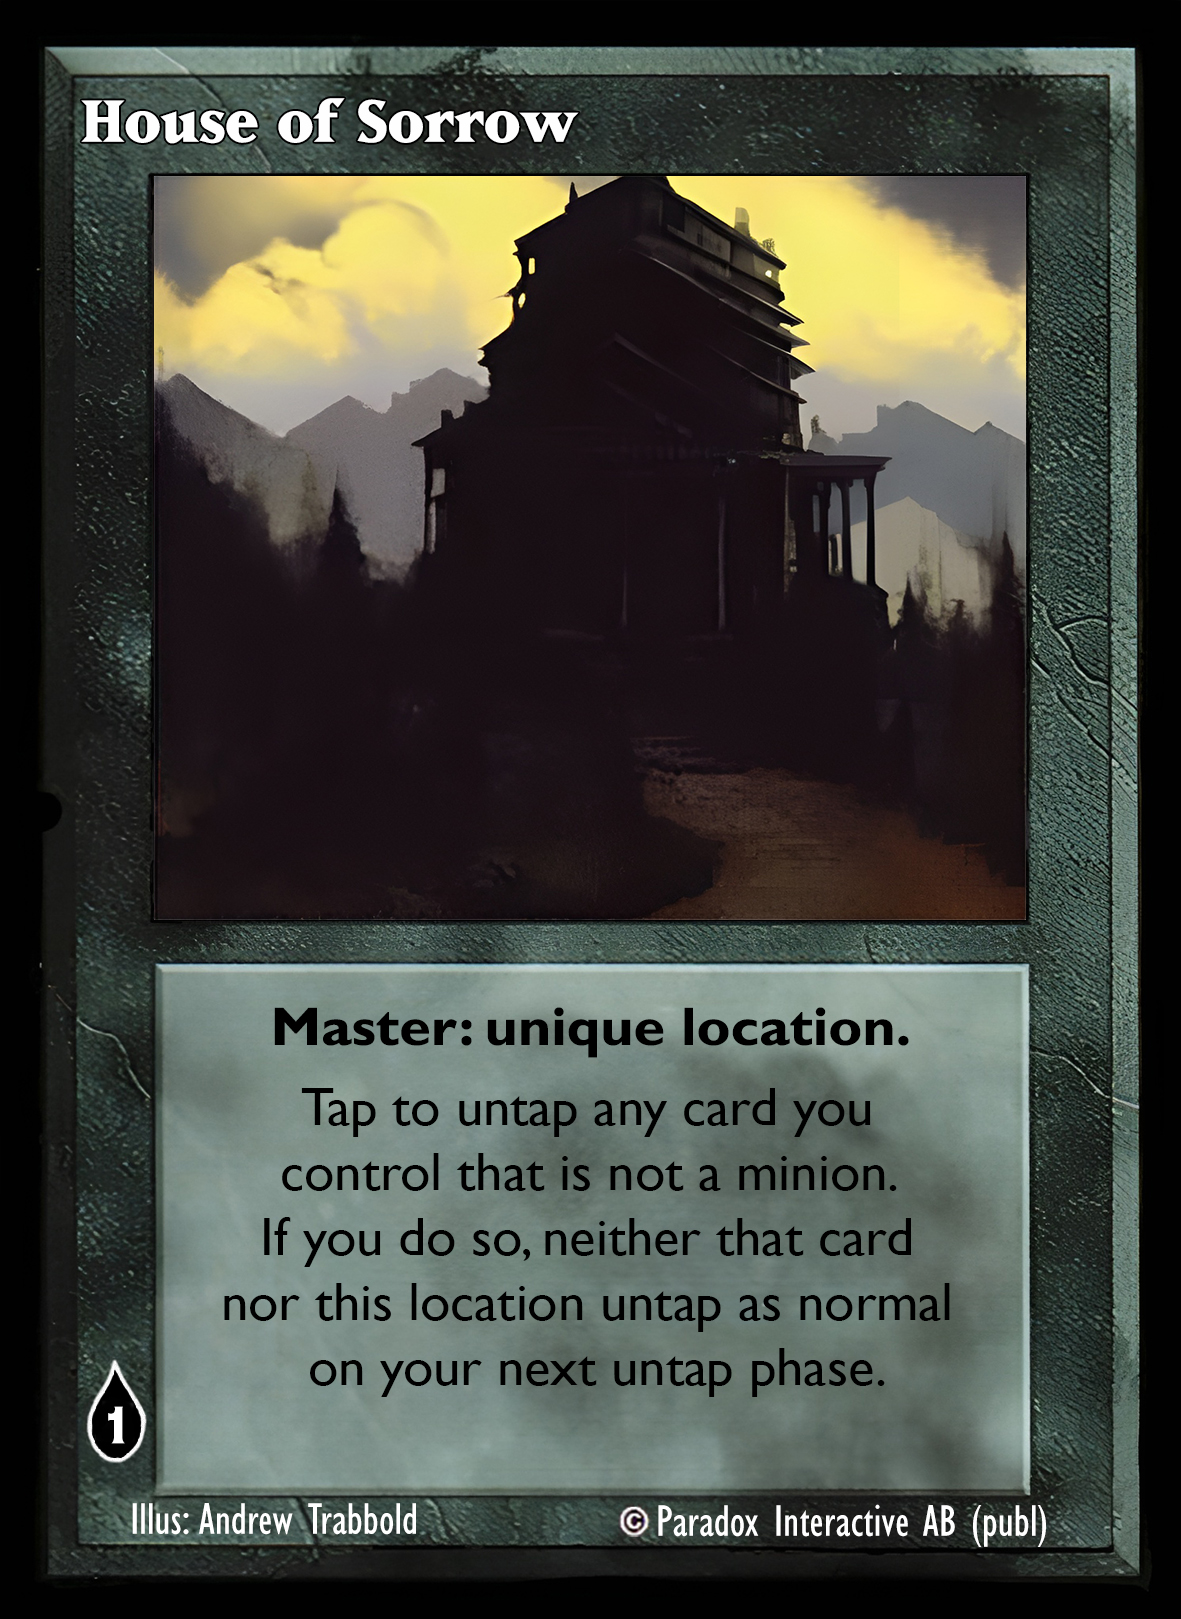 House of Sorrow
Master: unique location.
Tap to untap any card you
control that is not a minion.
If you do so, neither that card
nor this location untap as normal
on your next untap phase.
1
Illus: Andrew Trabbold © Paradox Interactive AB (publ)